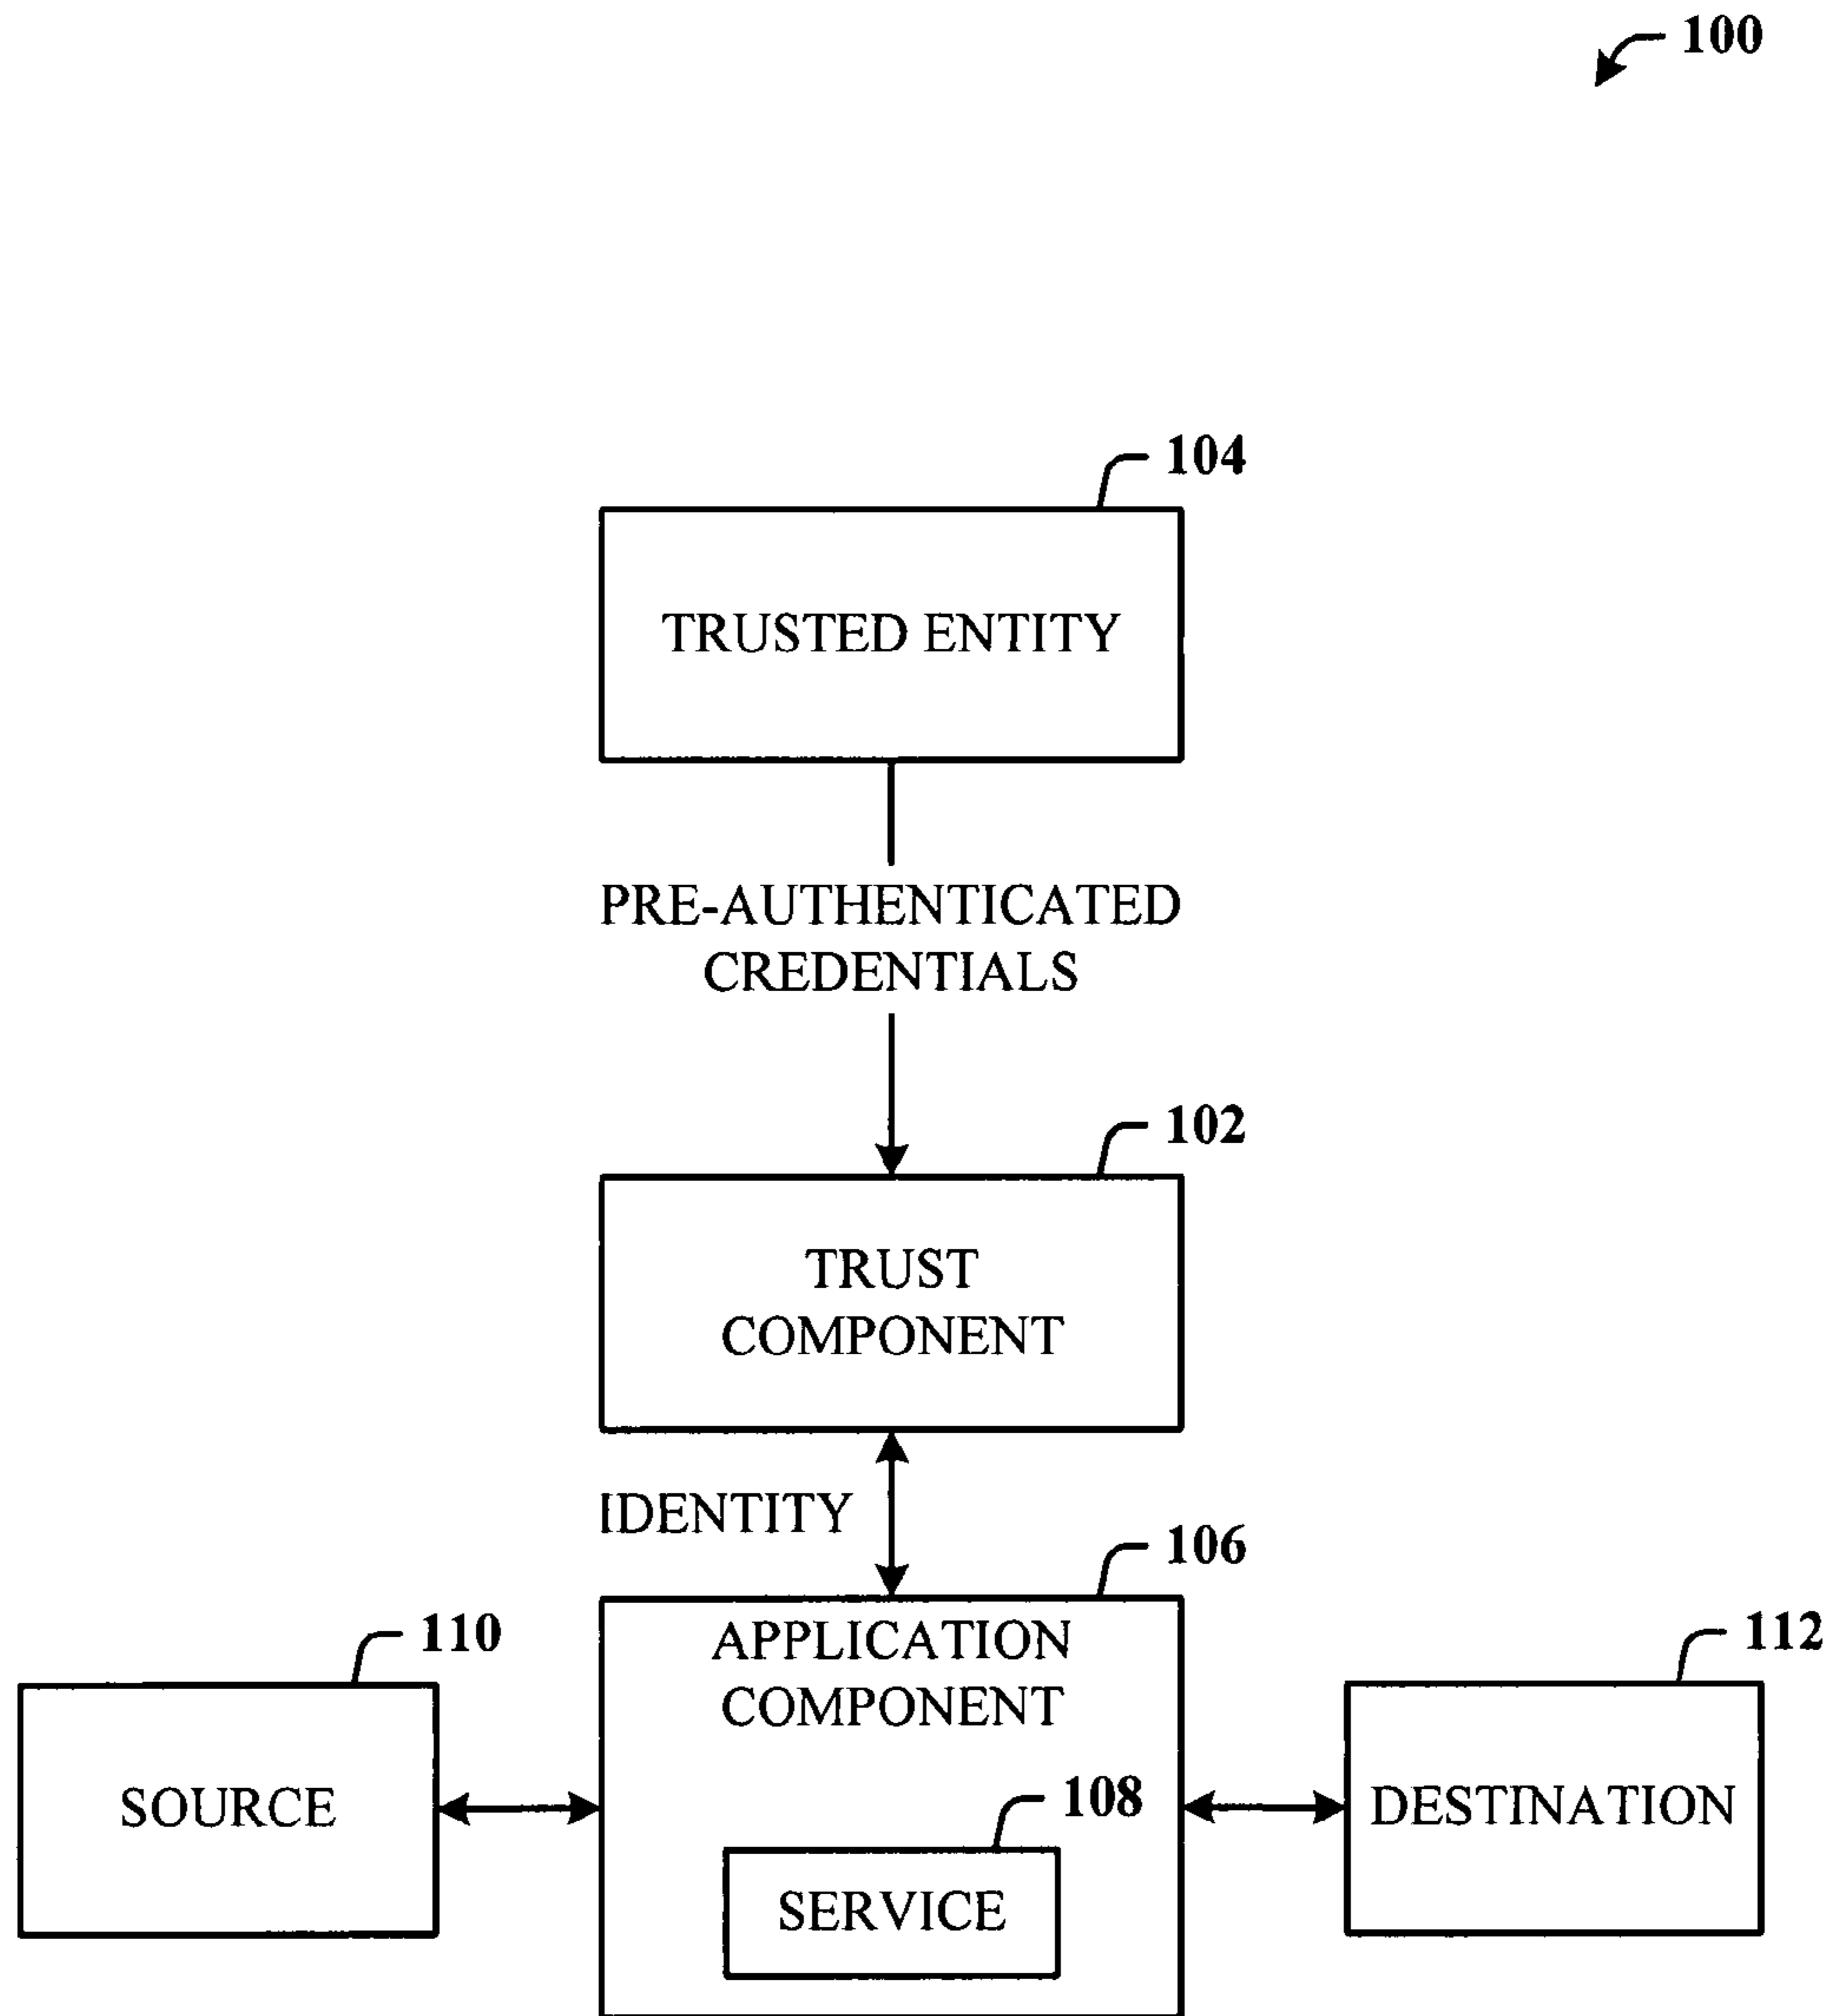 100
104
TRUSTED ENTITY
PRE-AUTHENTICATED
CREDENTIALS
102
TRUST
COMPONENT
IDENTITY
106
APPLICATION
COMPONENT
110
SOURCE
108
SERVICE
112
DESTINATION